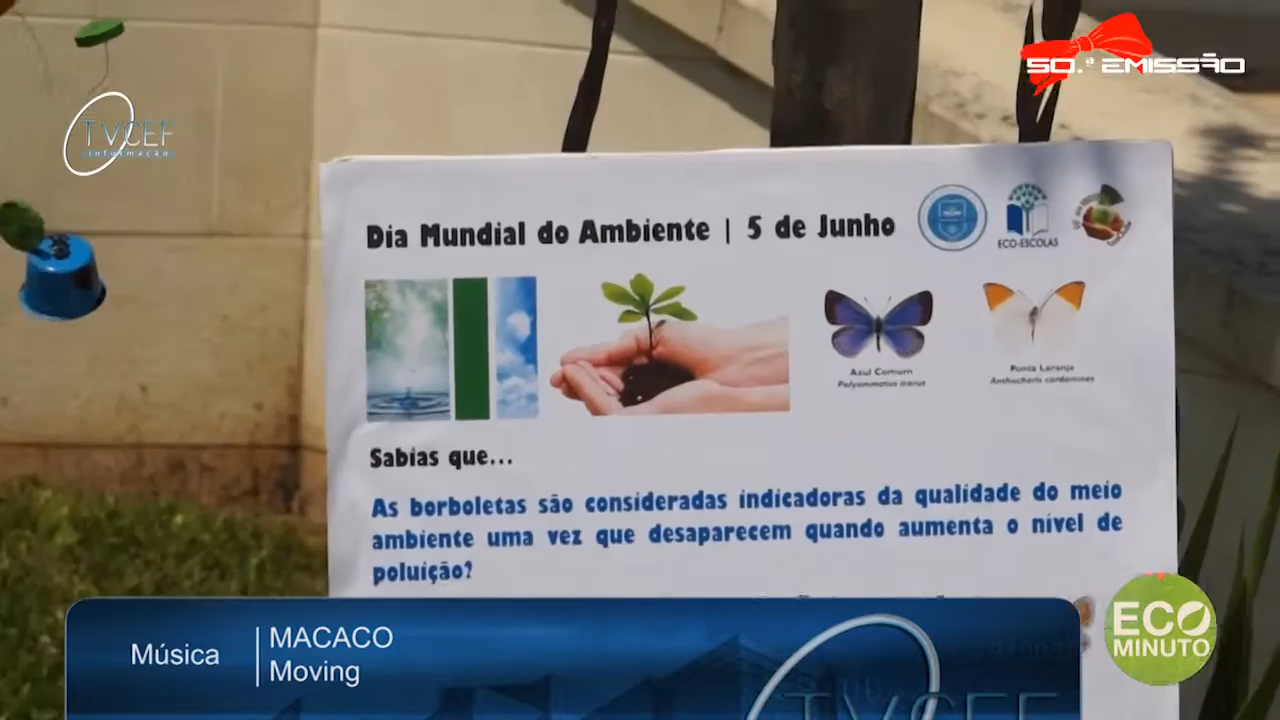 50.ª EMISSÃO
TVCEF
informação
Dia Mundial do Ambiente | 5 de Junho
ECO-ESCOLAS
Azul Comum
Polyommatus icarus
Ponta Laranja
Anthocharis cardamines
Sabias que...
As borboletas são consideradas indicadoras da qualidade do meio
ambiente uma vez que desaparecem quando aumenta o nível de
poluição?
ECO
MINUTO
Música
MACACO
Moving
TVCEF